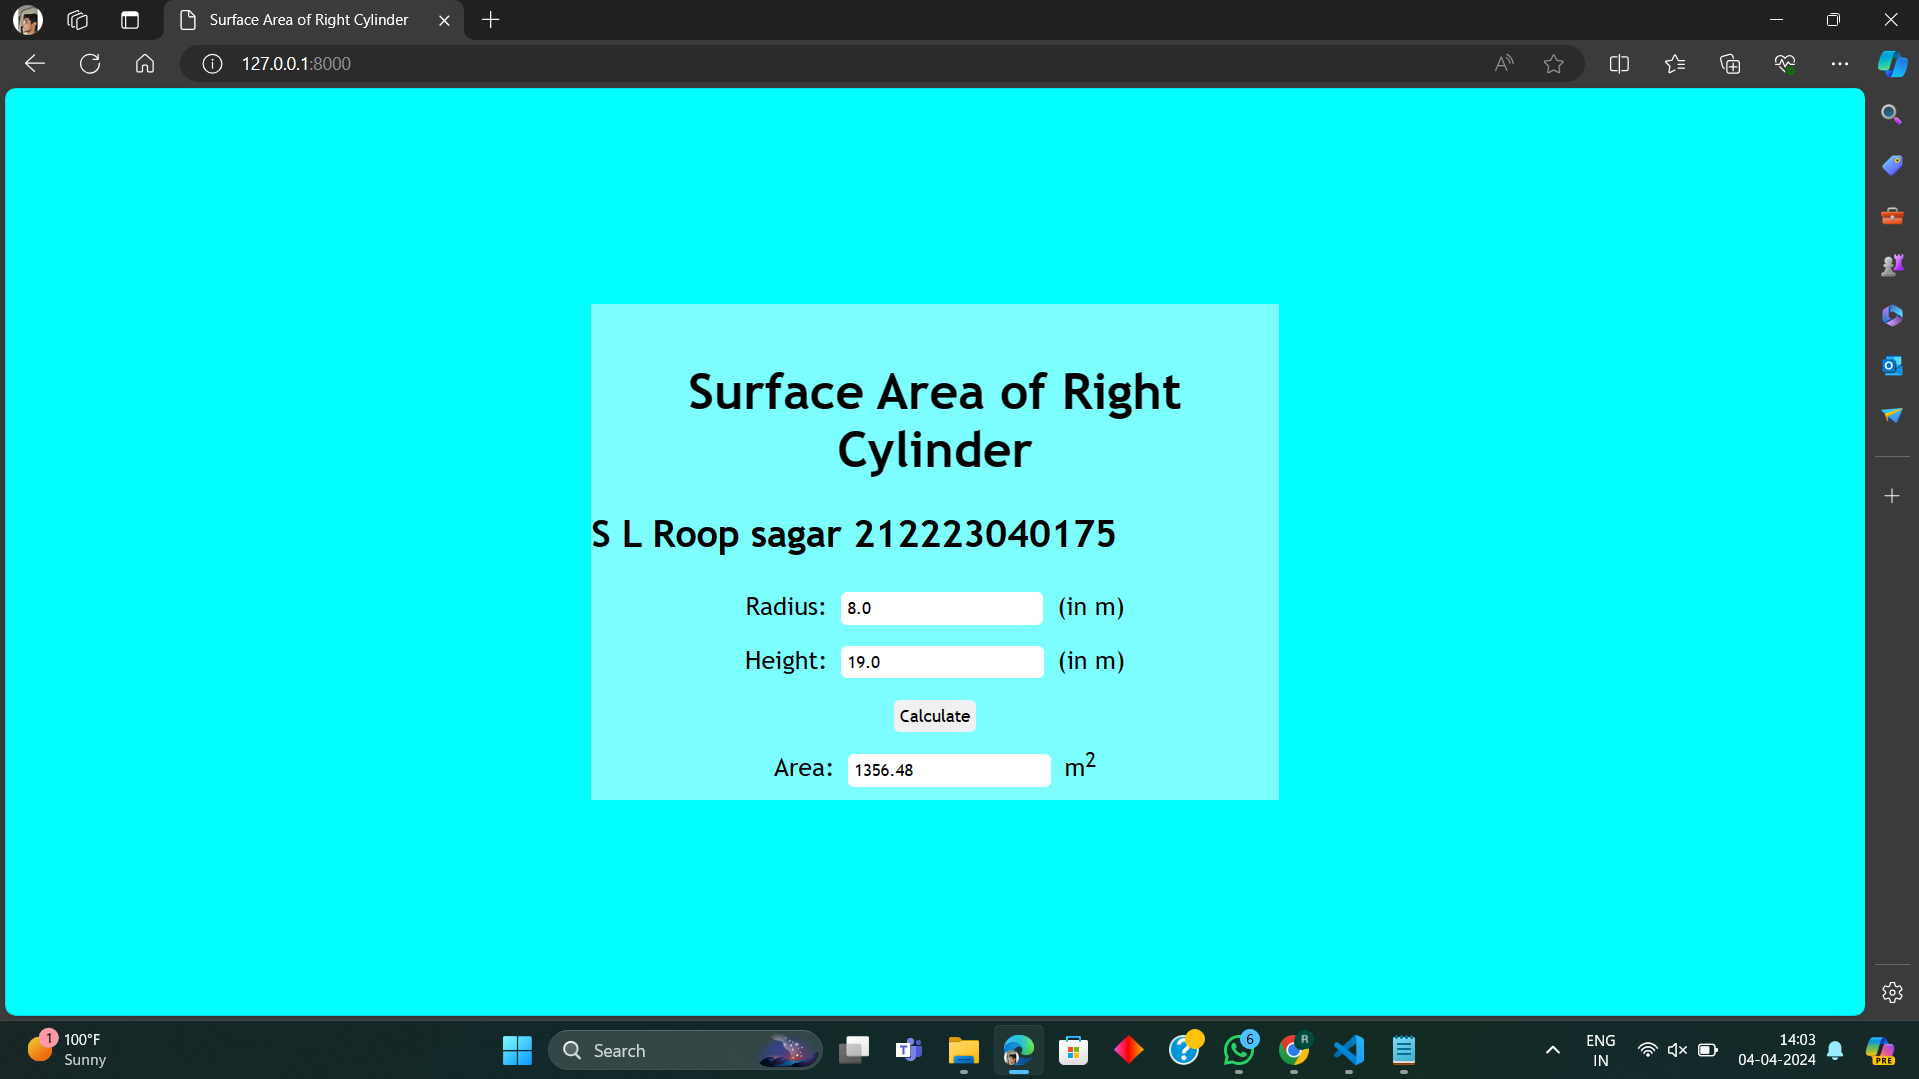 Surface Area of Right Cylinder
127.0.0.1:8000
Surface Area of Right
Cylinder
S L Roop sagar 212223040175
Radius: 8.0 (in m)
Height: 19.0 (in m)
Calculate
Area: 1356.48 m2
1
100°F
Sunny
Search
6
R
ENG
IN
14:03
04-04-2024
PRE